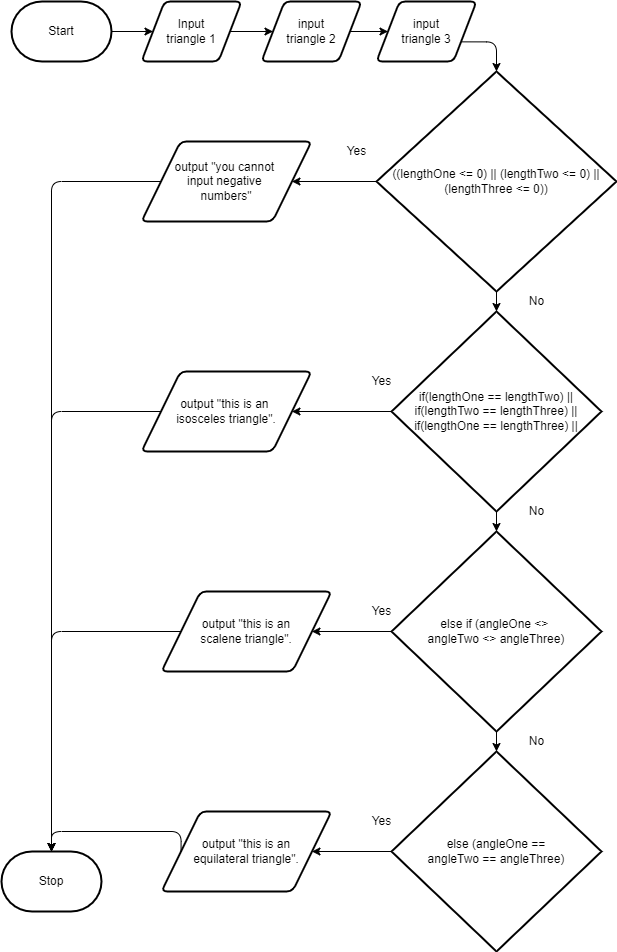 Start
Input
triangle 1
input
triangle 2
input
triangle 3
Yes
((lengthOne <= 0) || (lengthTwo <= 0) ||
(lengthThree <= 0))
output "you cannot
input negative
numbers"
No
Yes
if(lengthOne == lengthTwo) ||
if(lengthTwo == lengthThree) ||
if(lengthOne == lengthThree) ||
output "this is an
isosceles triangle".
No
Yes
else if (angleOne <>
angleTwo <> angleThree)
output "this is an
scalene triangle".
No
Yes
else (angleOne ==
angleTwo == angleThree)
output "this is an
equilateral triangle".
Stop